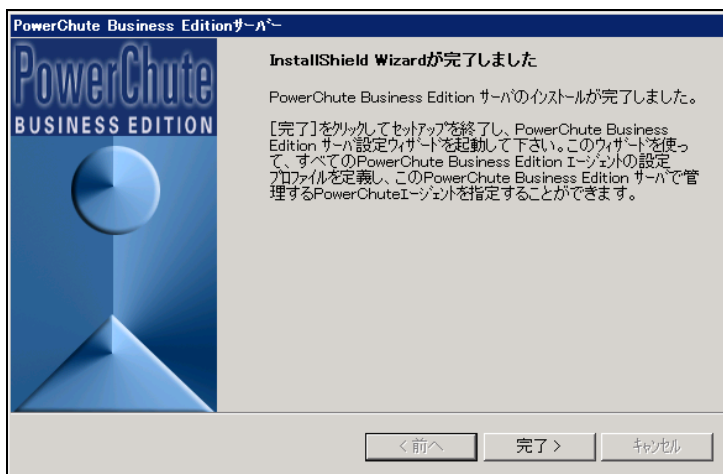 PowerChute Business Editionｻｰﾊﾞｰ
PowerChute
BUSINESS EDITION
InstallShield Wizardが完了しました
PowerChute Business Edition サーバのインストールが完了しました。
[完了]をクリックしてセットアップを終了し、PowerChute Business
Edition サーバ設定ウィザードを起動して下さい。このウィザードを使っ
て、すべてのPowerChute Business Edition エージェントの設定
プロファイルを定義し、このPowerChute Business Edition サーバで管
理するPowerChuteエージェントを指定することができます。
< 前へ
完了 >
ｷｬﾝｾﾙ